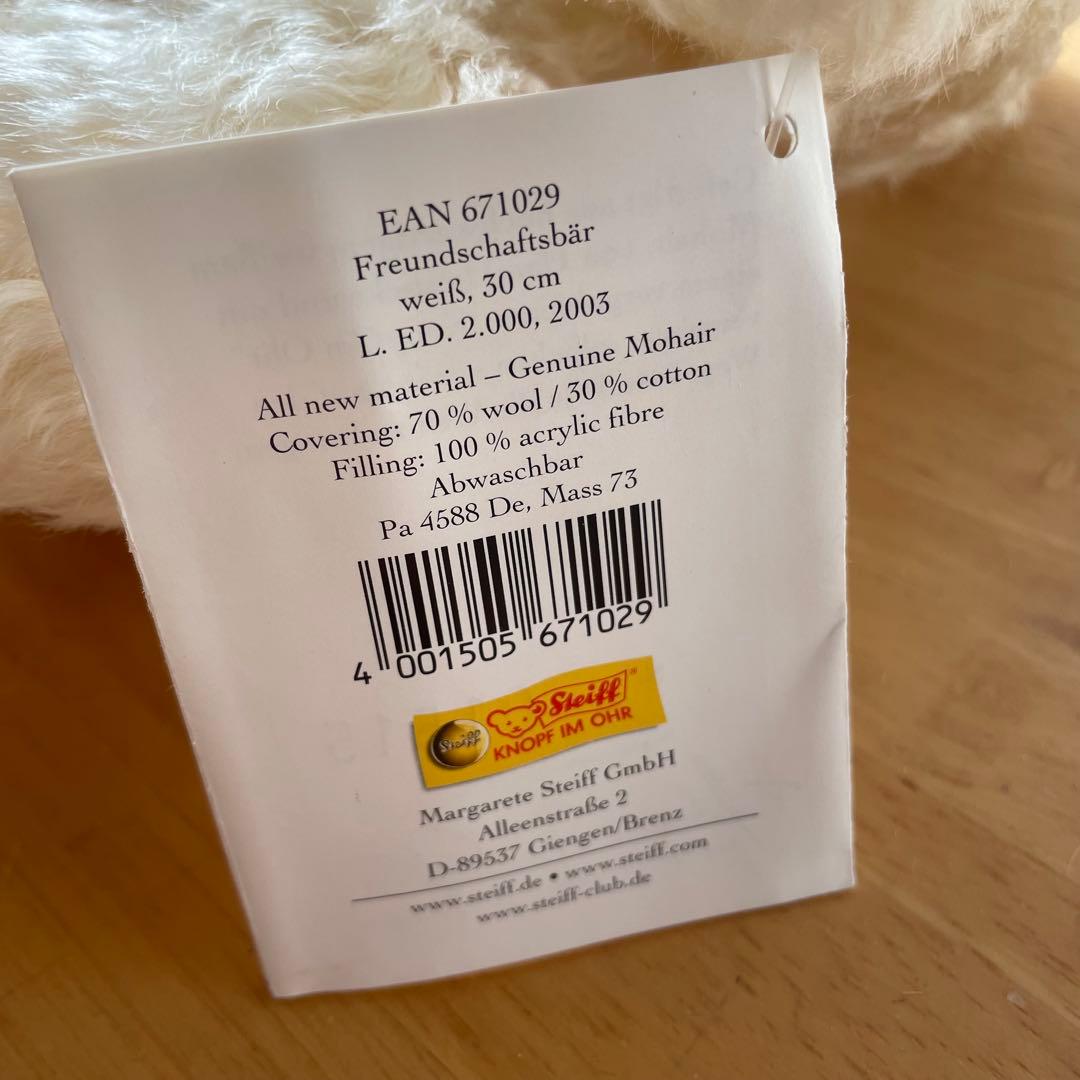 EAN 671029
Freundschaftsbär
weiß, 30 cm
L. ED. 2.000, 2003
All new material – Genuine Mohair
Covering: 70 % wool / 30 % cotton
Filling: 100 % acrylic fibre
Abwaschbar
Pa 4588 De, Mass 73
4 001505 671029
Steiff
Steiff®
KNOPF IM OHR
Margarete Steiff GmbH
Alleenstraße 2
D-89537 Giengen/Brenz
www.steiff.de • www.steiff.com
www.steiff-club.de